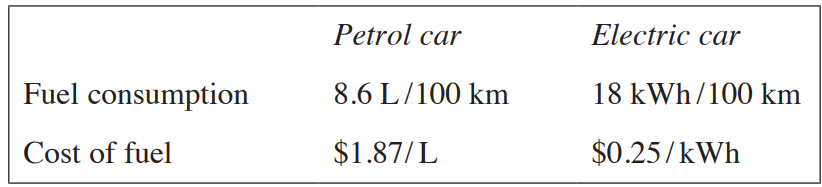 Petrol car Electric car
Fuel consumption 8.6 L/100 km 18 kWh/100 km
Cost of fuel $1.87/L $0.25/kWh